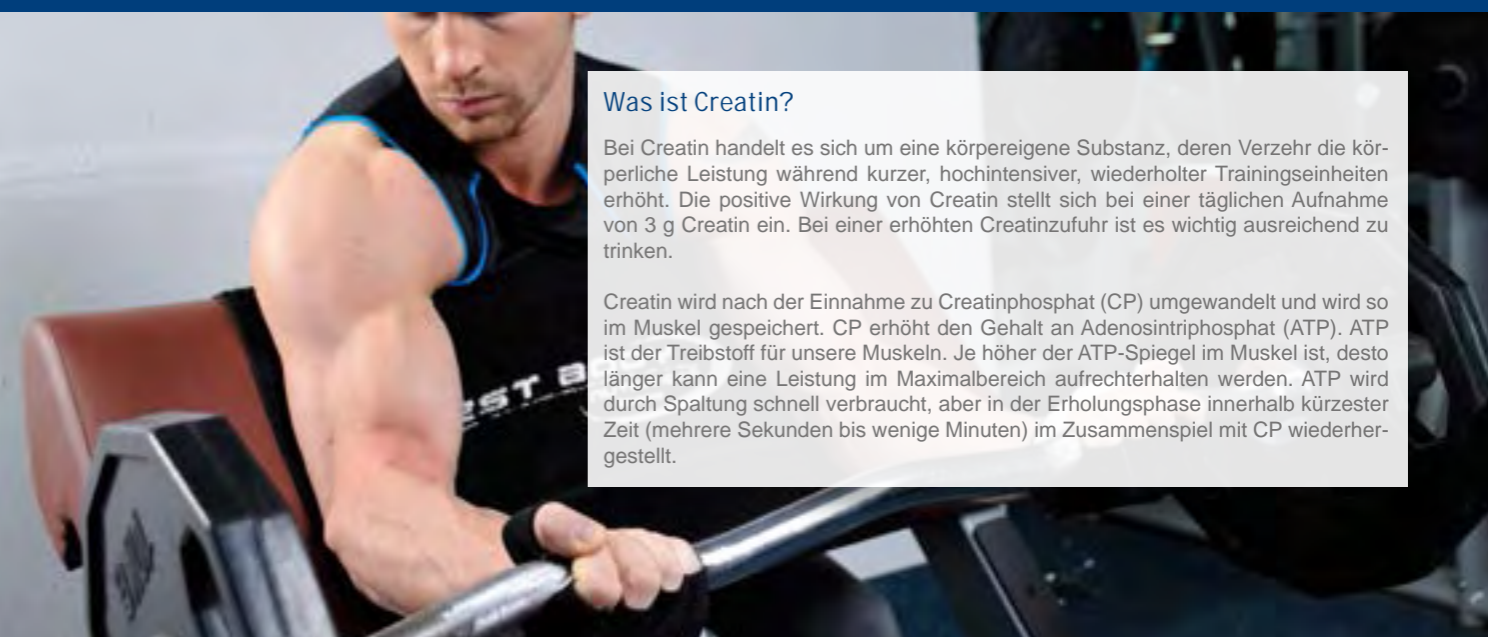 Was ist Creatin?
Bei Creatin handelt es sich um eine körpereigene Substanz, deren Verzehr die kör-
perliche Leistung während kurzer, hochintensiver, wiederholter Trainingseinheiten
erhöht. Die positive Wirkung von Creatin stellt sich bei einer täglichen Aufnahme
von 3 g Creatin ein. Bei einer erhöhten Creatinzufuhr ist es wichtig ausreichend zu
trinken.
Creatin wird nach der Einnahme zu Creatinphosphat (CP) umgewandelt und wird so
im Muskel gespeichert. CP erhöht den Gehalt an Adenosintriphosphat (ATP). ATP
ist der Treibstoff für unsere Muskeln. Je höher der ATP-Spiegel im Muskel ist, desto
länger kann eine Leistung im Maximalbereich aufrechterhalten werden. ATP wird
durch Spaltung schnell verbraucht, aber in der Erholungsphase innerhalb kürzester
Zeit (mehrere Sekunden bis wenige Minuten) im Zusammenspiel mit CP wiederher-
gestellt.